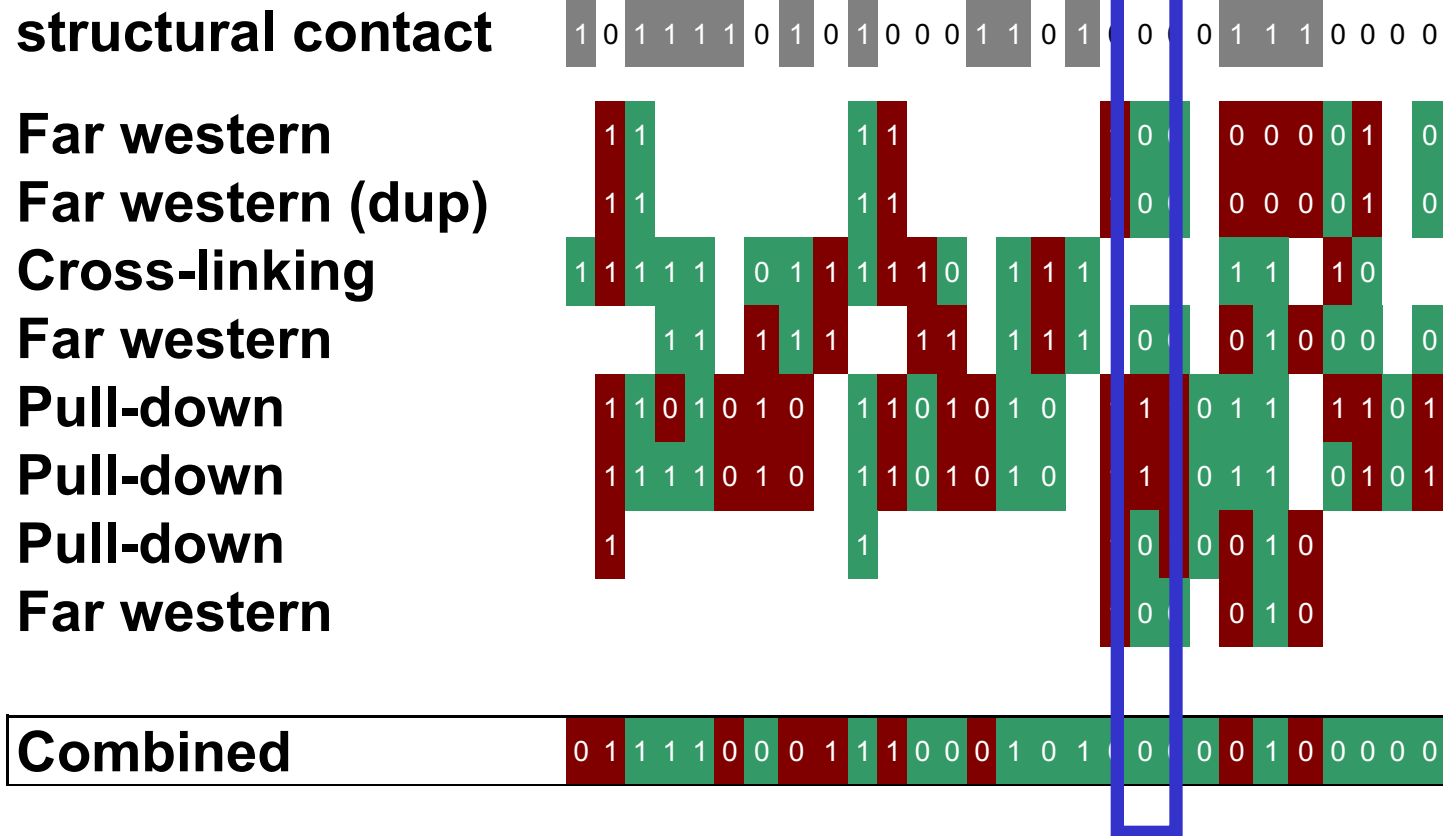 structural contact 1 0 1 1 1 1 0 1 0 1 0 0 0 1 1 0 1 0 0 0 0 1 1 1 0 0 0 0
Far western 1 1 1 1 1 0 0 0 0 0 0 1 0
Far western (dup) 1 1 1 1 1 0 0 0 0 0 0 1 0
Cross-linking 1 1 1 1 1 0 1 1 1 1 1 0 1 1 1 1 1 1 0
Far western 1 1 1 1 1 1 1 1 1 1 0 0 0 1 0 0 0 0
Pull-down 1 1 0 1 0 1 0 1 1 0 1 0 1 0 1 0 1 1 1 1 0 1
Pull-down 1 1 1 1 0 1 0 1 1 0 1 0 1 0 1 0 1 1 0 1 0 1
Pull-down 1 1 0 0 0 1 0
Far western 0 0 0 1 0
Combined 0 1 1 1 1 0 0 0 1 1 1 0 0 0 1 0 1 0 0 0 0 0 1 0 0 0 0 0